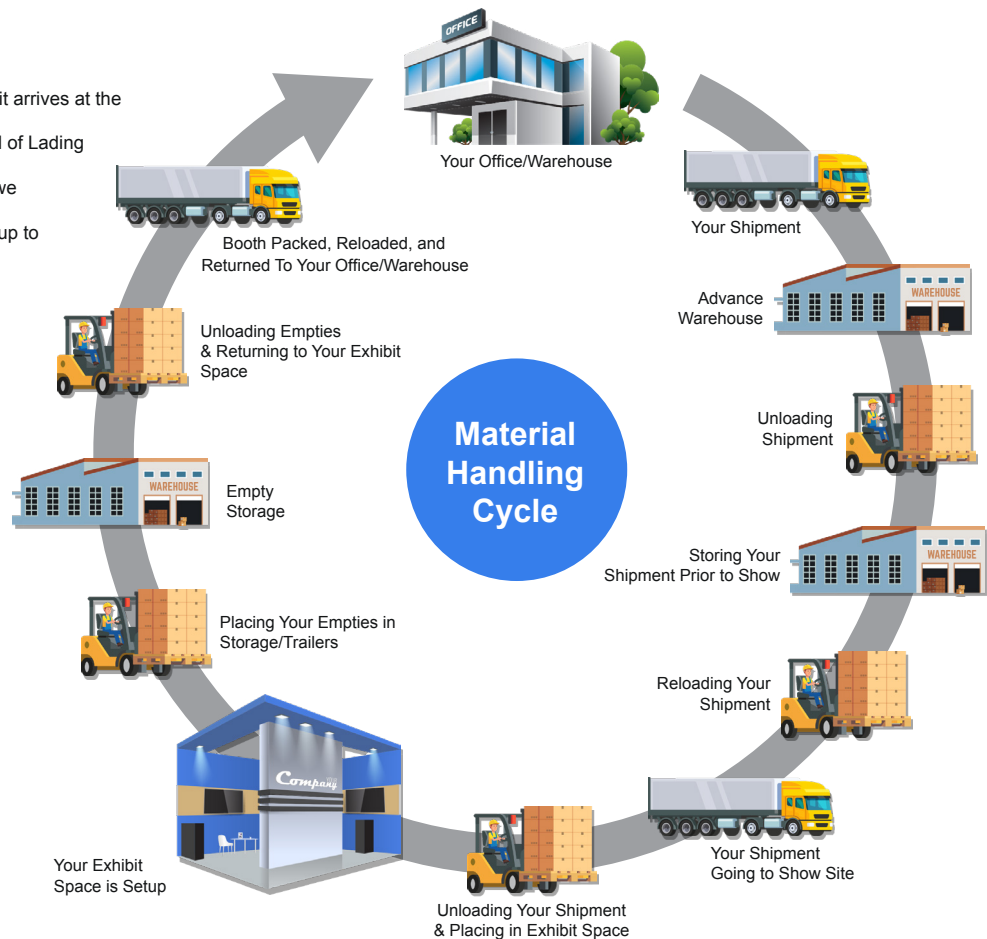 it arrives at the
of Lading
we
up to
OFFICE
Your Office/Warehouse
Your Shipment
Advance
Warehouse
WAREHOUSE
Unloading
Shipment
Storing Your
Shipment Prior to Show
WAREHOUSE
Reloading Your
Shipment
Your Shipment
Going to Show Site
Unloading Your Shipment
& Placing in Exhibit Space
YOUR
Company
Your Exhibit
Space is Setup
Placing Your Empties in
Storage/Trailers
WAREHOUSE
Empty
Storage
Unloading Empties
& Returning to Your Exhibit
Space
Booth Packed, Reloaded, and
Returned To Your Office/Warehouse
Material
Handling
Cycle